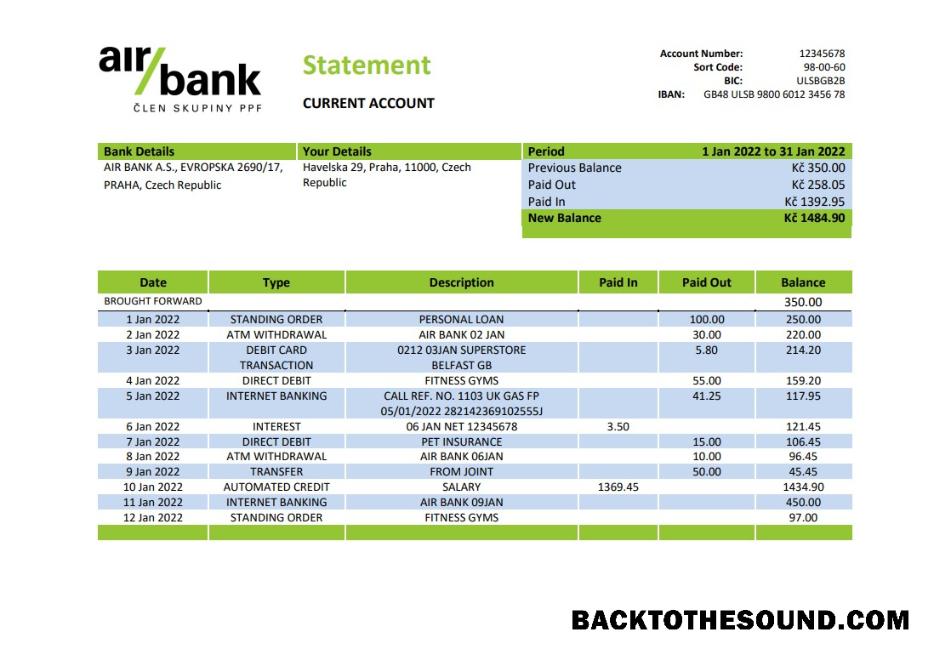 air/bank
ČLEN SKUPINY PPF
Statement
CURRENT ACCOUNT
Account Number: 12345678
Sort Code: 98-00-60
BIC: ULSBGB2B
IBAN: GB48 ULSB 9800 6012 3456 78
Bank Details
AIR BANK A.S., EVROPSKA 2690/17,
PRAHA, Czech Republic
Your Details
Havelska 29, Praha, 11000, Czech
Republic
Period 1 Jan 2022 to 31 Jan 2022
Previous Balance Kč 350.00
Paid Out Kč 258.05
Paid In Kč 1392.95
New Balance Kč 1484.90
Date Type Description Paid In Paid Out Balance
BROUGHT FORWARD 350.00
1 Jan 2022 STANDING ORDER PERSONAL LOAN 100.00 250.00
2 Jan 2022 ATM WITHDRAWAL AIR BANK 02 JAN 30.00 220.00
3 Jan 2022 DEBIT CARD 0212 03JAN SUPERSTORE 5.80 214.20
TRANSACTION BELFAST GB
4 Jan 2022 DIRECT DEBIT FITNESS GYMS 55.00 159.20
5 Jan 2022 INTERNET BANKING CALL REF. NO. 1103 UK GAS FP 41.25 117.95
05/01/2022 282142369102555J
6 Jan 2022 INTEREST 06 JAN NET 12345678 3.50 121.45
7 Jan 2022 DIRECT DEBIT PET INSURANCE 15.00 106.45
8 Jan 2022 ATM WITHDRAWAL AIR BANK 06JAN 10.00 96.45
9 Jan 2022 TRANSFER FROM JOINT 50.00 45.45
10 Jan 2022 AUTOMATED CREDIT SALARY 1369.45 1434.90
11 Jan 2022 INTERNET BANKING AIR BANK 09JAN 450.00
12 Jan 2022 STANDING ORDER FITNESS GYMS 97.00
BACKTOTHESOUND.COM